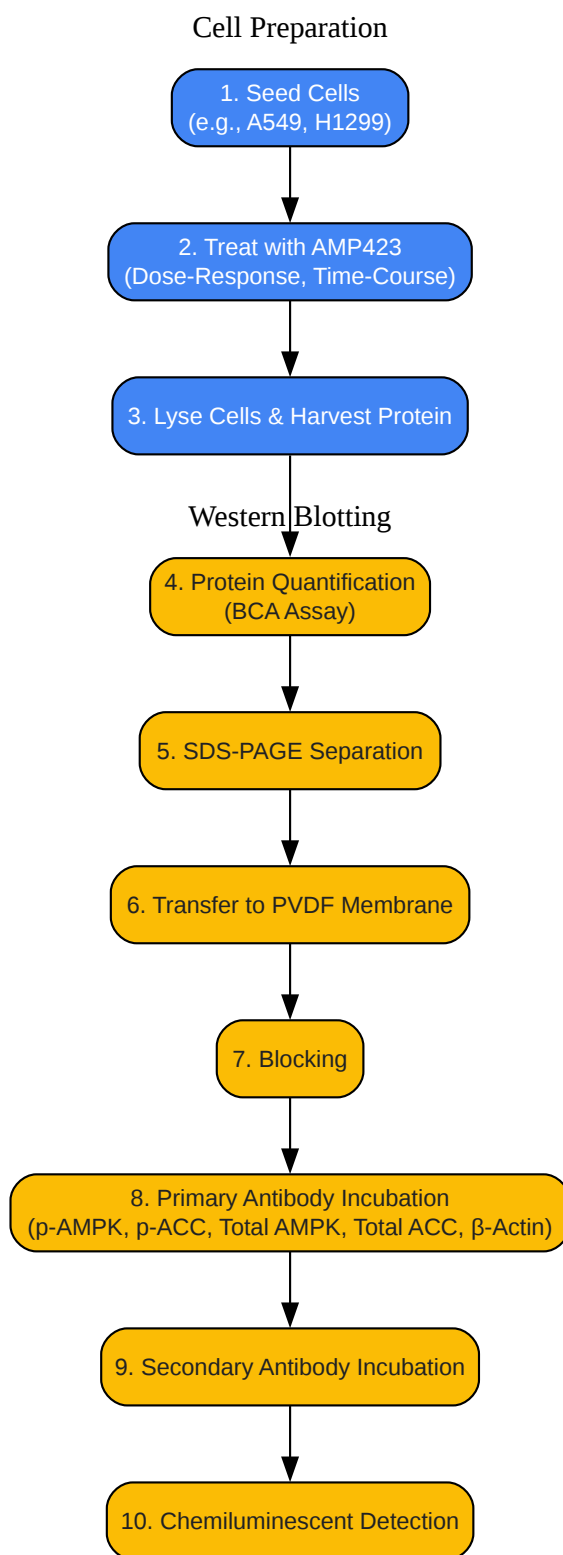 Cell Preparation
1. Seed Cells
(e.g., A549, H1299)
2. Treat with AMP423
(Dose-Response, Time-Course)
3. Lyse Cells & Harvest Protein
Western Blotting
4. Protein Quantification
(BCA Assay)
5. SDS-PAGE Separation
6. Transfer to PVDF Membrane
7. Blocking
8. Primary Antibody Incubation
(p-AMPK, p-ACC, Total AMPK, Total ACC, β-Actin)
9. Secondary Antibody Incubation
10. Chemiluminescent Detection